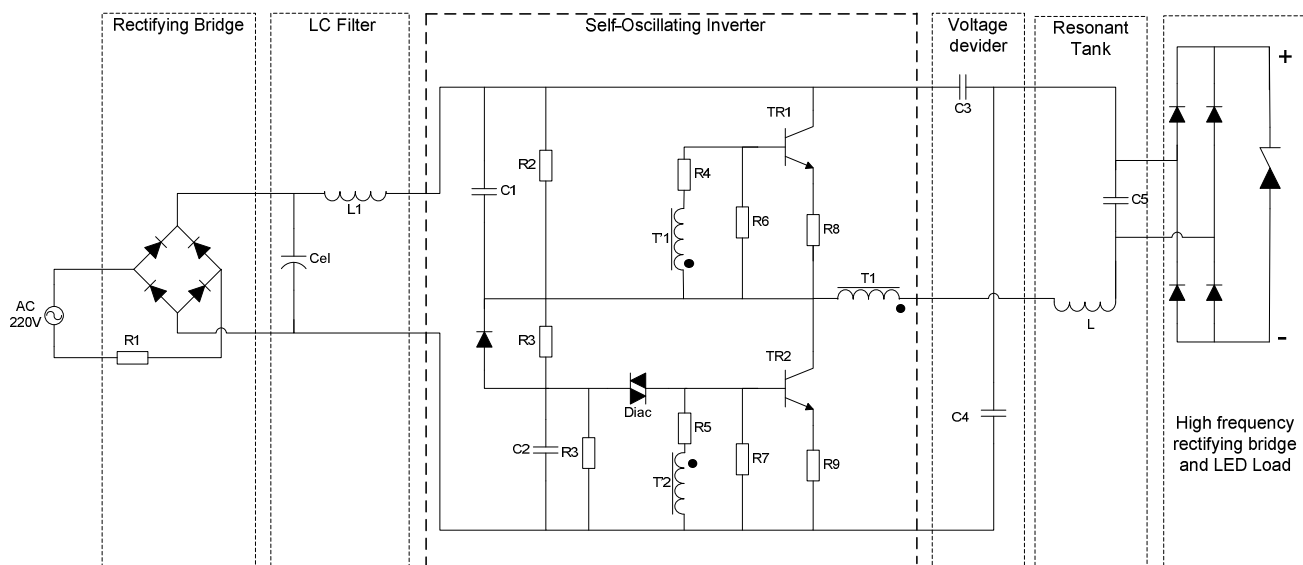 Rectifying Bridge
LC Filter
Self-Oscillating Inverter
Voltage
devider
Resonant
Tank
+
C3
TR1
R2
R4
C1
C5
L1
R6
T'1
R8
Cel
T1
AC
220V
L
R1
R3
TR2
-
Diac
C4
R5
High frequency
rectifying bridge
and LED Load
C2
R3
R7
R9
T'2